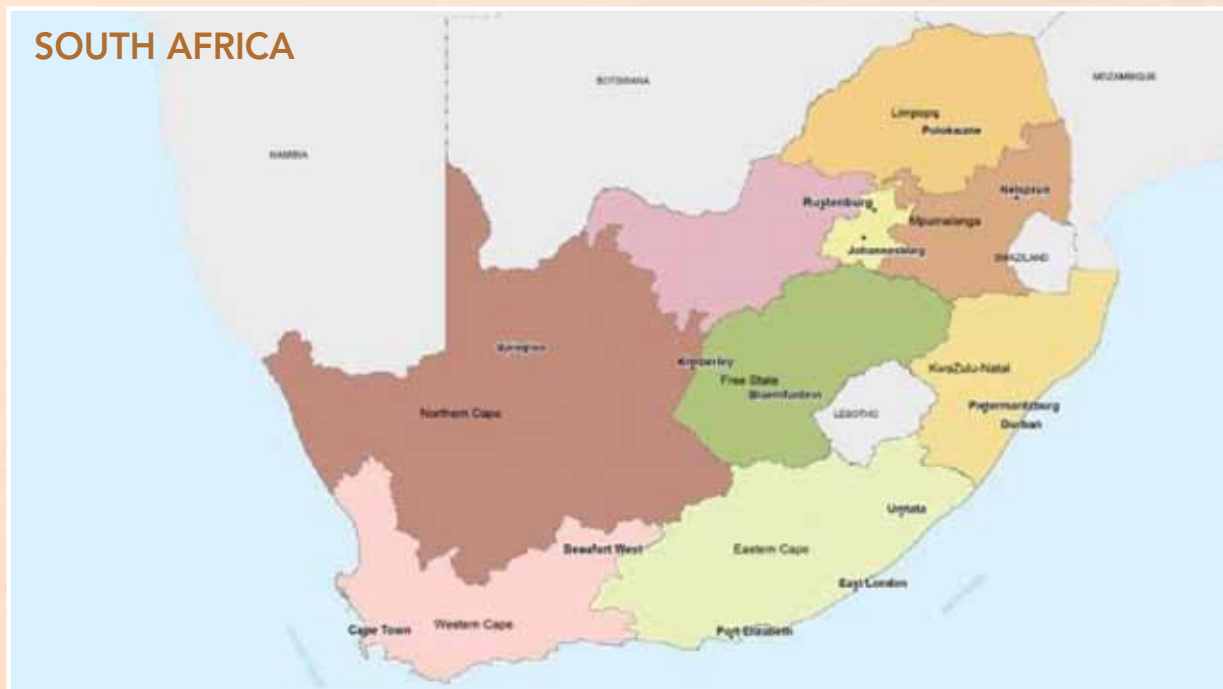 SOUTH AFRICA
BOTSWANA
MOZAMBIQUE
NAMIBIA
Limpopo
Polokwane
Nelspruit
Rustenburg
Mpumalanga
Johannesburg
SWAZILAND
Kimberley
Free State
Bloemfontein
KwaZulu-Natal
Northern Cape
LESOTHO
Pietermaritzburg
Durban
Umtata
Beaufort West
Eastern Cape
East London
Cape Town
Western Cape
Port Elizabeth